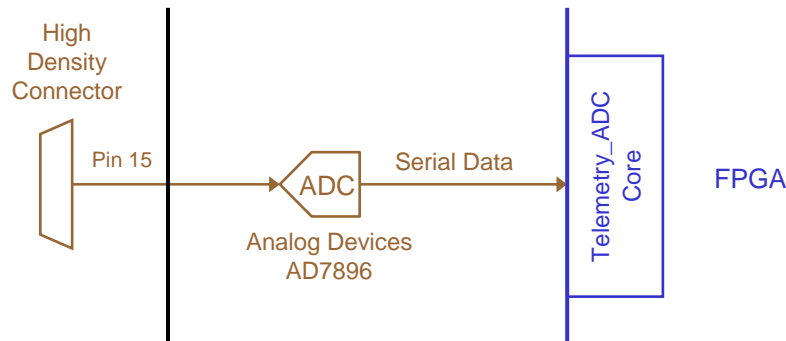 High
Density
Connector
Pin 15
ADC
Analog Devices
AD7896
Serial Data
Telemetry_ADC
Core
FPGA